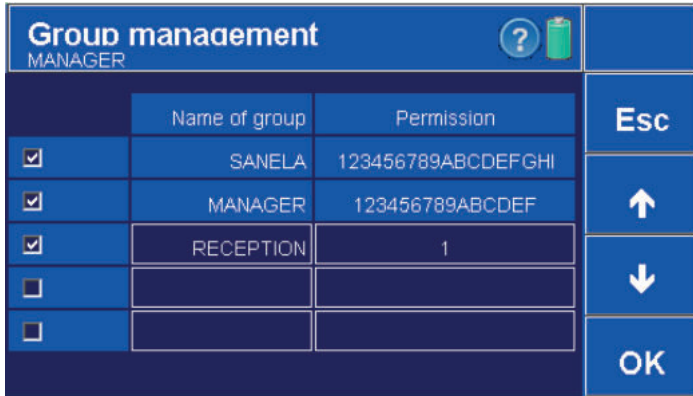 Group management
MANAGER
?
Name of group Permission
Esc
SANELA 123456789ABCDEFGHI
MANAGER 123456789ABCDEF
RECEPTION 1
OK